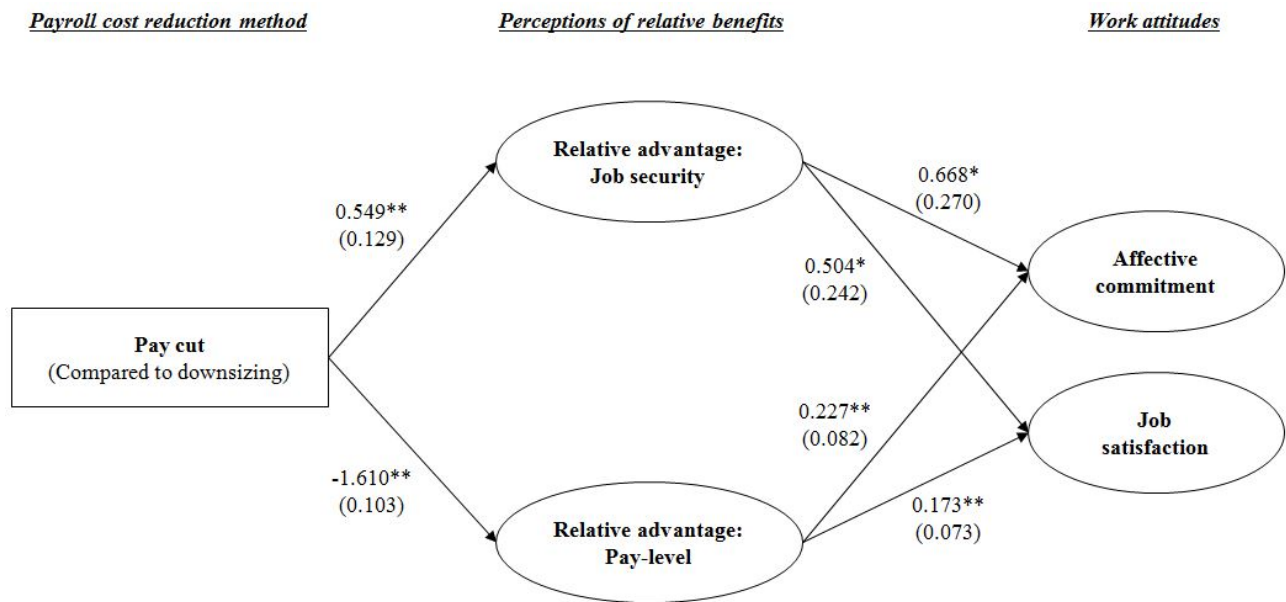 Payroll cost reduction method
Perceptions of relative benefits
Work attitudes
Relative advantage:
Job security
0.549**
(0.129)
0.668*
(0.270)
0.504*
(0.242)
Affective
commitment
Pay cut
(Compared to downsizing)
0.227**
(0.082)
Job
satisfaction
-1.610**
(0.103)
Relative advantage:
Pay-level
0.173**
(0.073)